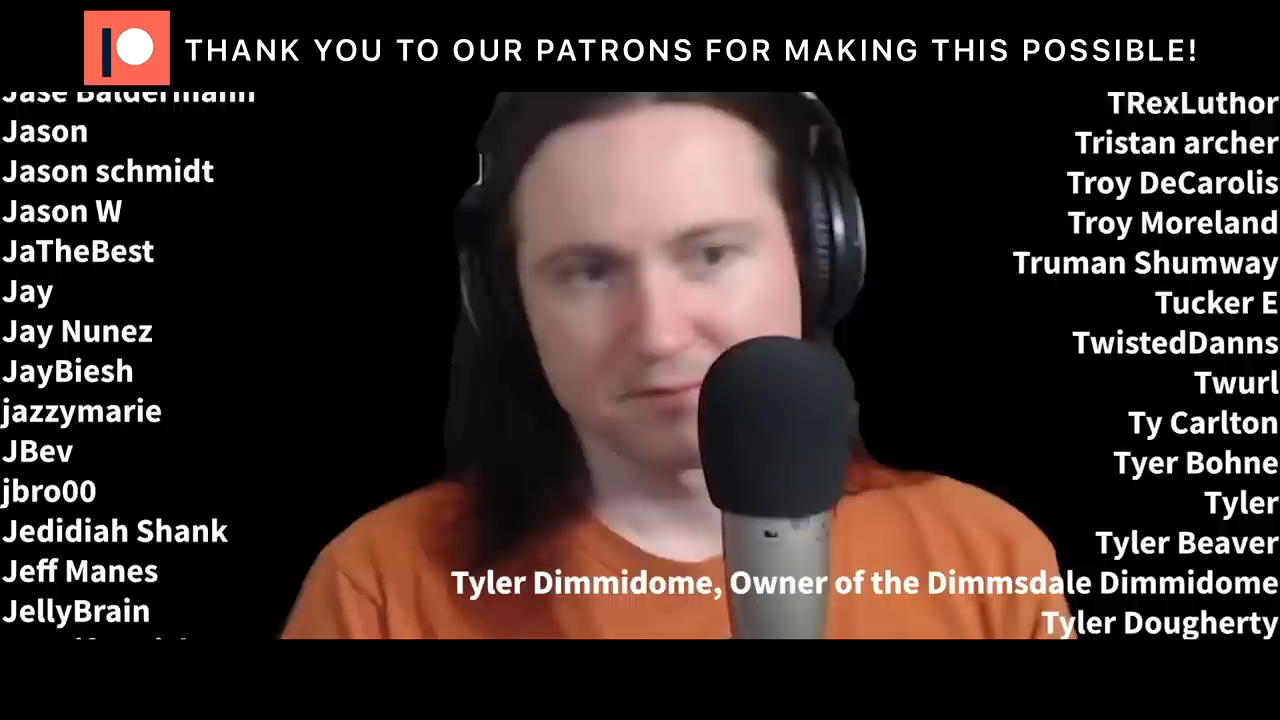 THANK YOU TO OUR PATRONS FOR MAKING THIS POSSIBLE!
Jase Baldermann
Jason
Jason schmidt
Jason W
JaTheBest
Jay
Jay Nunez
JayBiesh
jazzymarie
JBev
jbro00
Jedidiah Shank
Jeff Manes
JellyBrain
TRexLuthor
Tristan archer
Troy DeCarolis
Troy Moreland
Truman Shumway
Tucker E
TwistedDanns
Twurl
Ty Carlton
Tyer Bohne
Tyler
Tyler Beaver
Tyler Dimmidome, Owner of the Dimmsdale Dimmidome
Tyler Dougherty